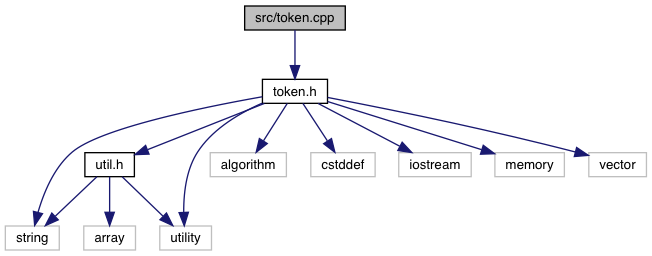 src/token.cpp
token.h
util.h
algorithm
cstddef
iostream
memory
vector
string
array
utility